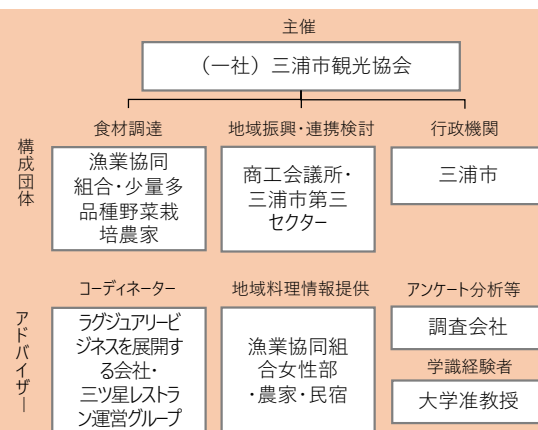 主催
（一社）三浦市観光協会
構成団体
食材調達
漁業協同
組合・少量多
品種野菜栽
培農家
地域振興・連携検討
商工会議所・
三浦市第三
セクター
行政機関
三浦市
アドバイザー
コーディネーター
ラグジュアリービ
ジネスを展開す
る会社・
三ツ星レストラ
ン運営グループ
地域料理情報提供
漁業協同組
合女性部
・農家・民宿
アンケート分析等
調査会社
学識経験者
大学准教授